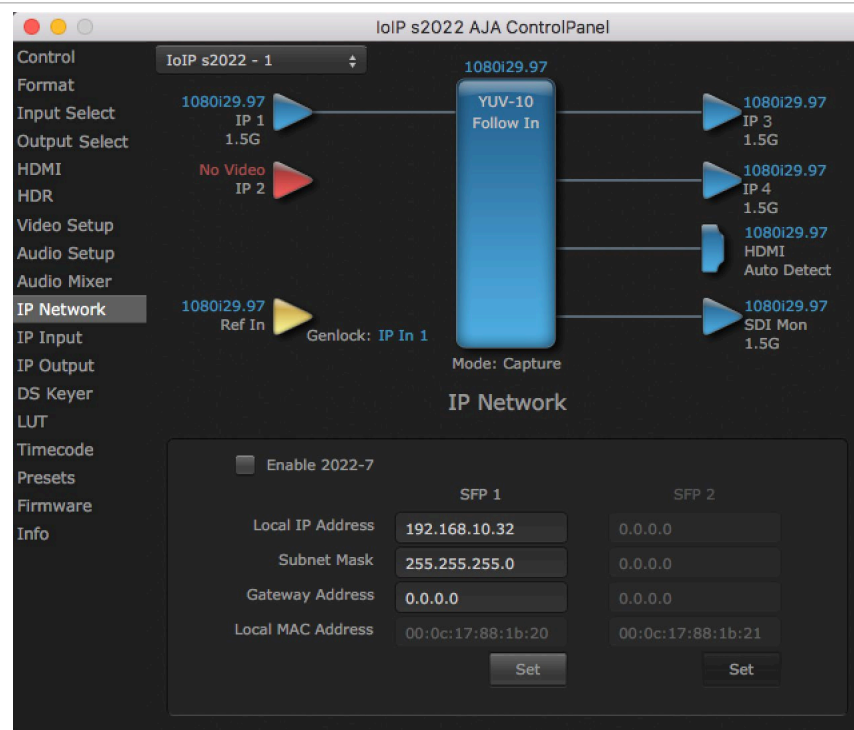 IoIP s2022 AJA ControlPanel
Control
Format
Input Select
Output Select
HDMI
HDR
Video Setup
Audio Setup
Audio Mixer
IP Network
IP Input
IP Output
DS Keyer
LUT
Timecode
Presets
Firmware
Info
IoIP s2022 - 1
1080i29.97
YUV-10
Follow In
1080i29.97
IP 1
1.5G
No Video
IP 2
1080i29.97
Ref In
Genlock: IP In 1
Mode: Capture
1080i29.97
IP 3
1.5G
1080i29.97
IP 4
1.5G
1080i29.97
HDMI
Auto Detect
1080i29.97
SDI Mon
1.5G
IP Network
Enable 2022-7
SFP 1 SFP 2
Local IP Address 192.168.10.32 0.0.0.0
Subnet Mask 255.255.255.0 0.0.0.0
Gateway Address 0.0.0.0 0.0.0.0
Local MAC Address 00:0c:17:88:1b:20 00:0c:17:88:1b:21
Set Set